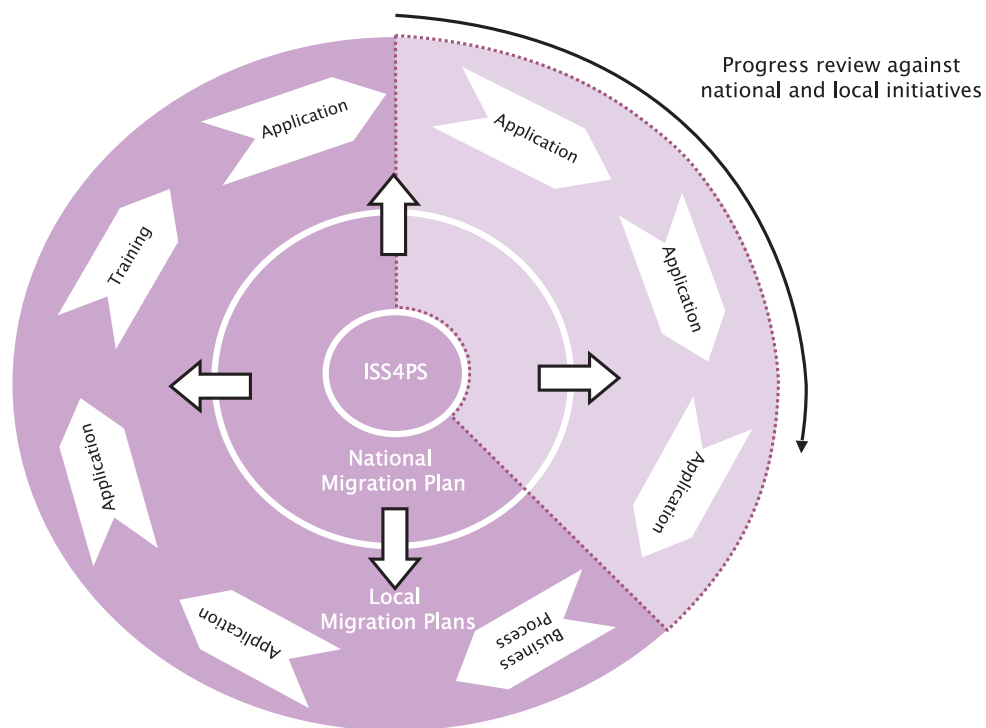 Progress review against
national and local initiatives
Application
Application
Application
Application
Training
Application
Application
Business
Process
ISS4PS
National
Migration Plan
Local
Migration Plans